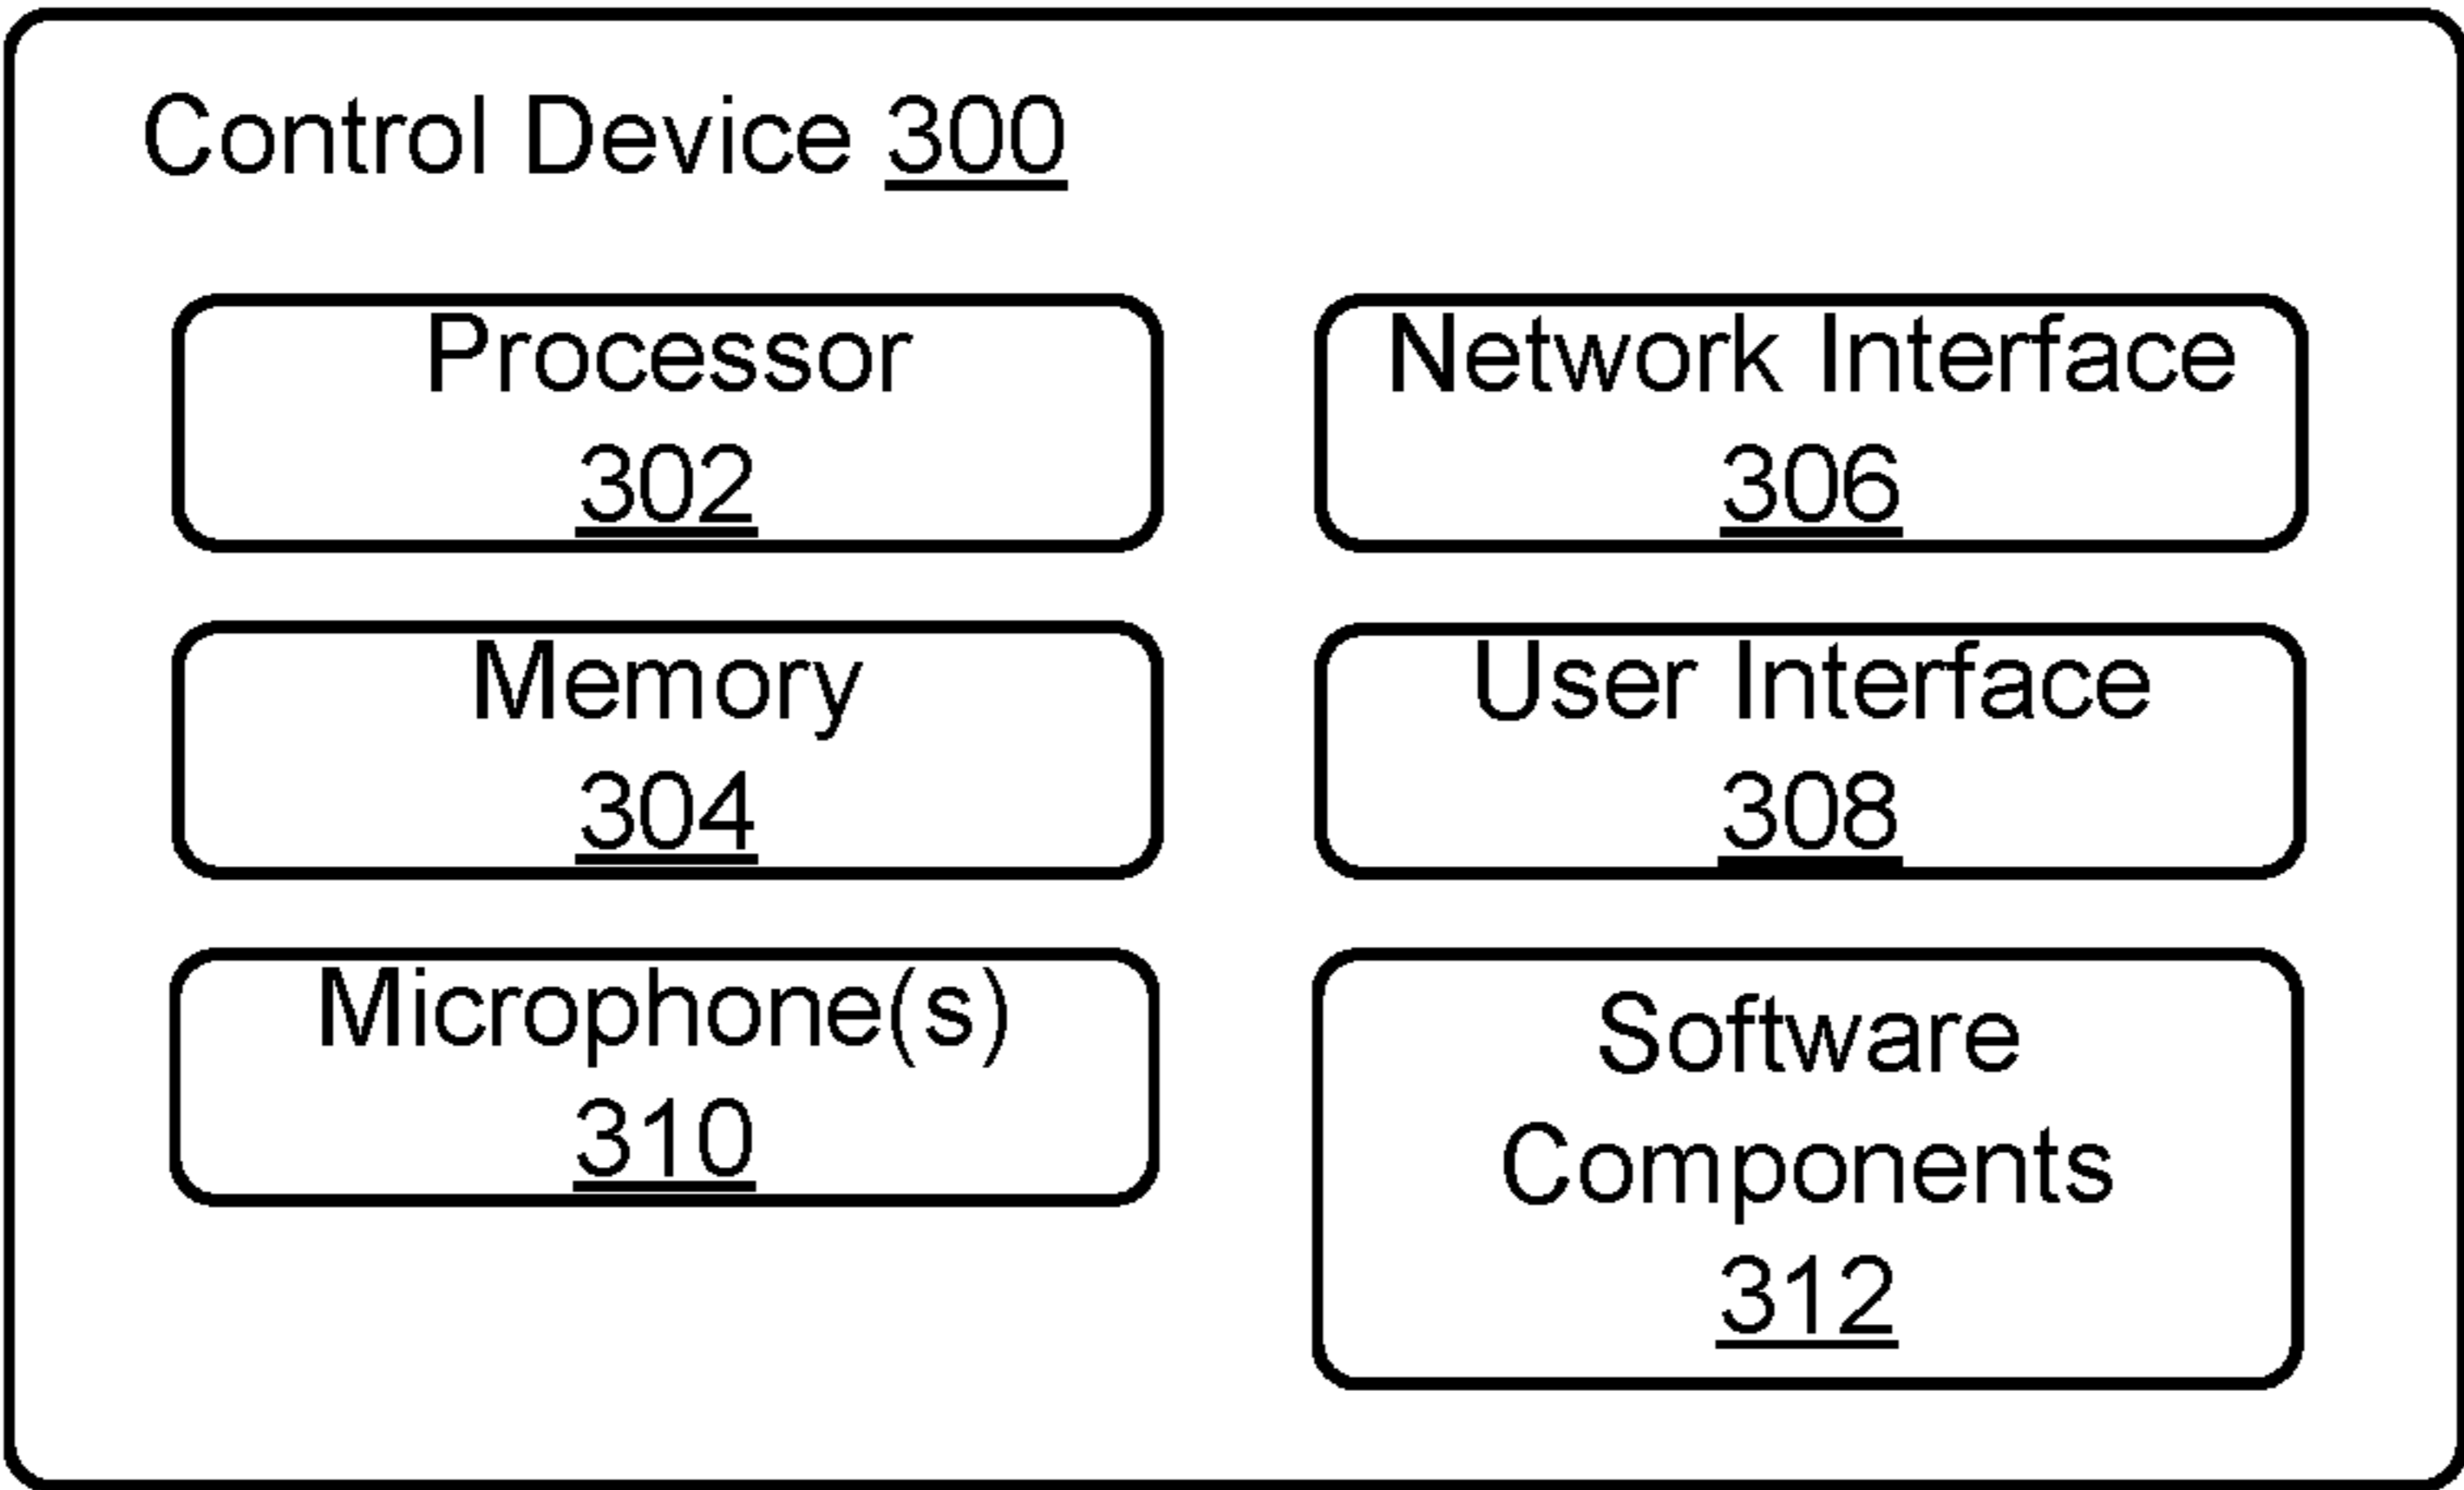 Control Device 300
Processor
302
Network Interface
306
Memory
304
User Interface
308
Microphone(s)
310
Software
Components
312